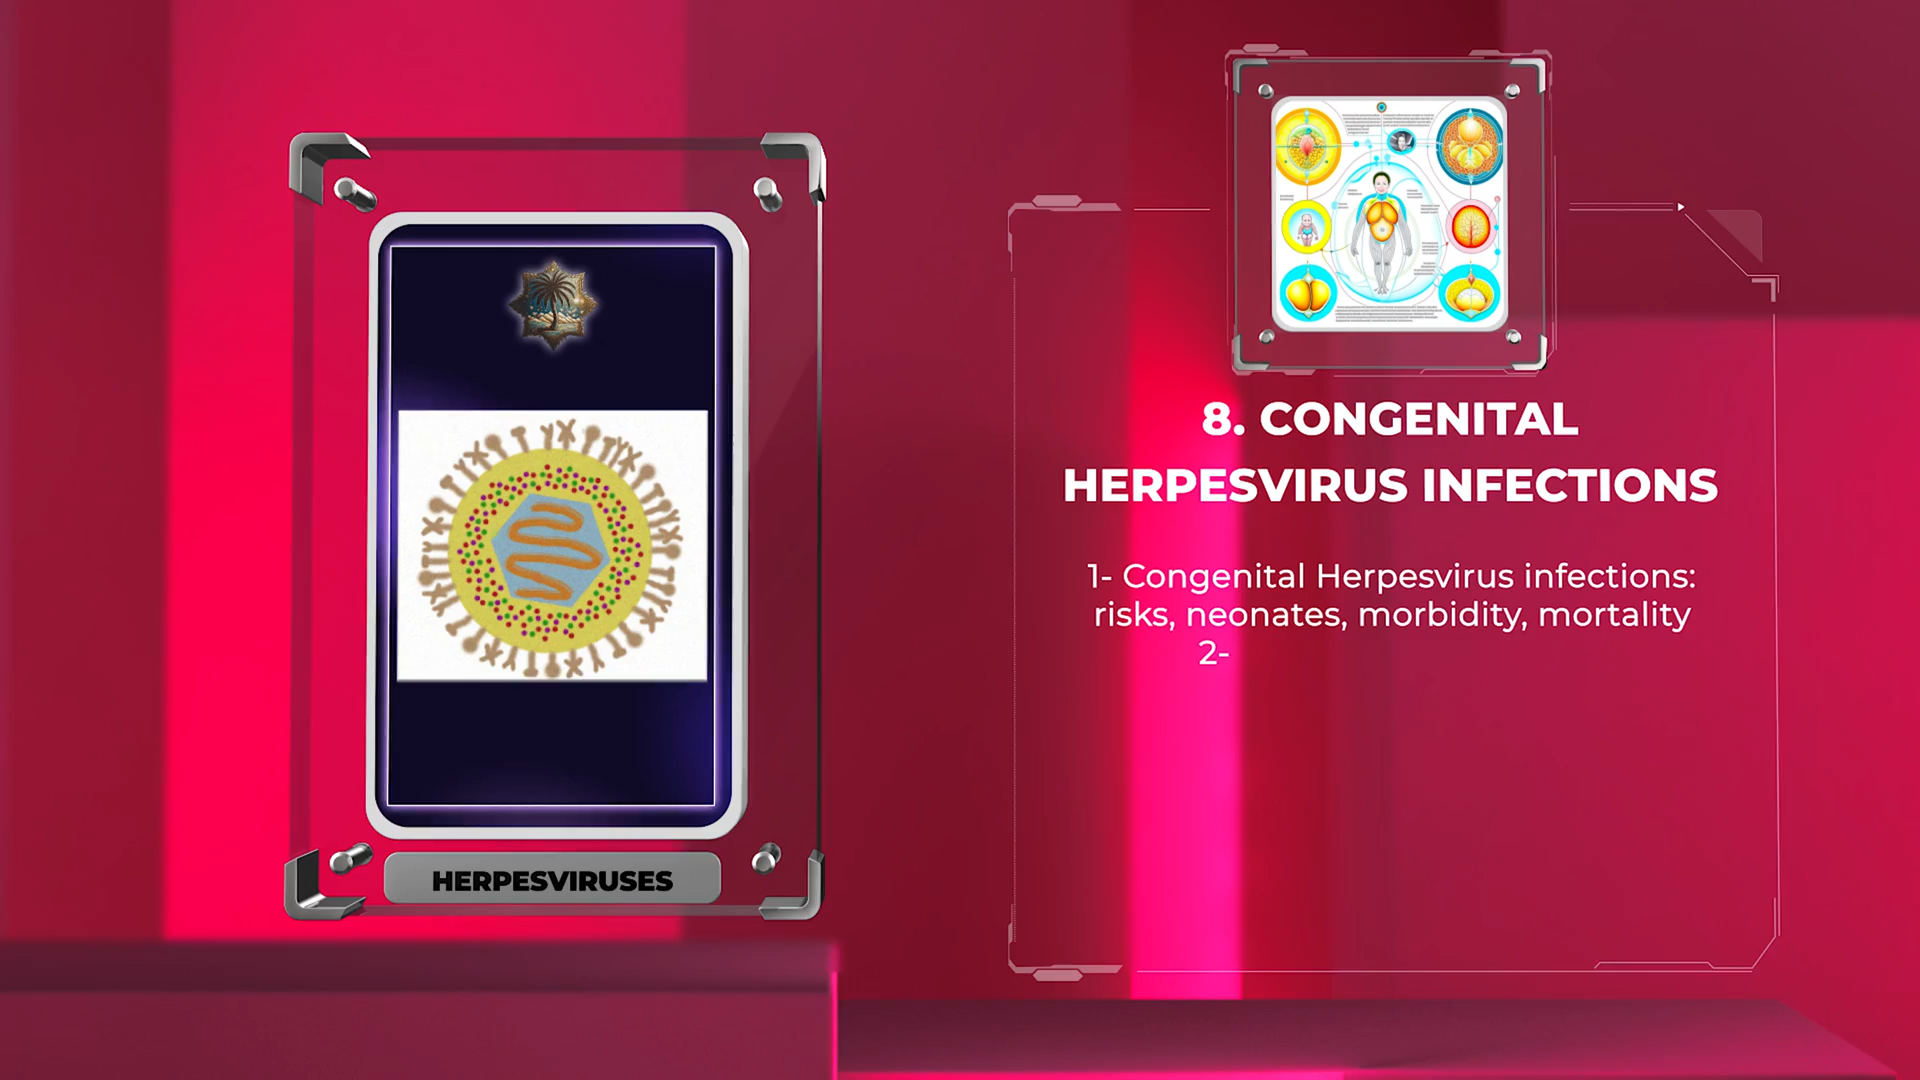 HERPESVIRUSES
8. CONGENITAL
HERPESVIRUS INFECTIONS
1- Congenital Herpesvirus infections:
risks, neonates, morbidity, mortality
2-